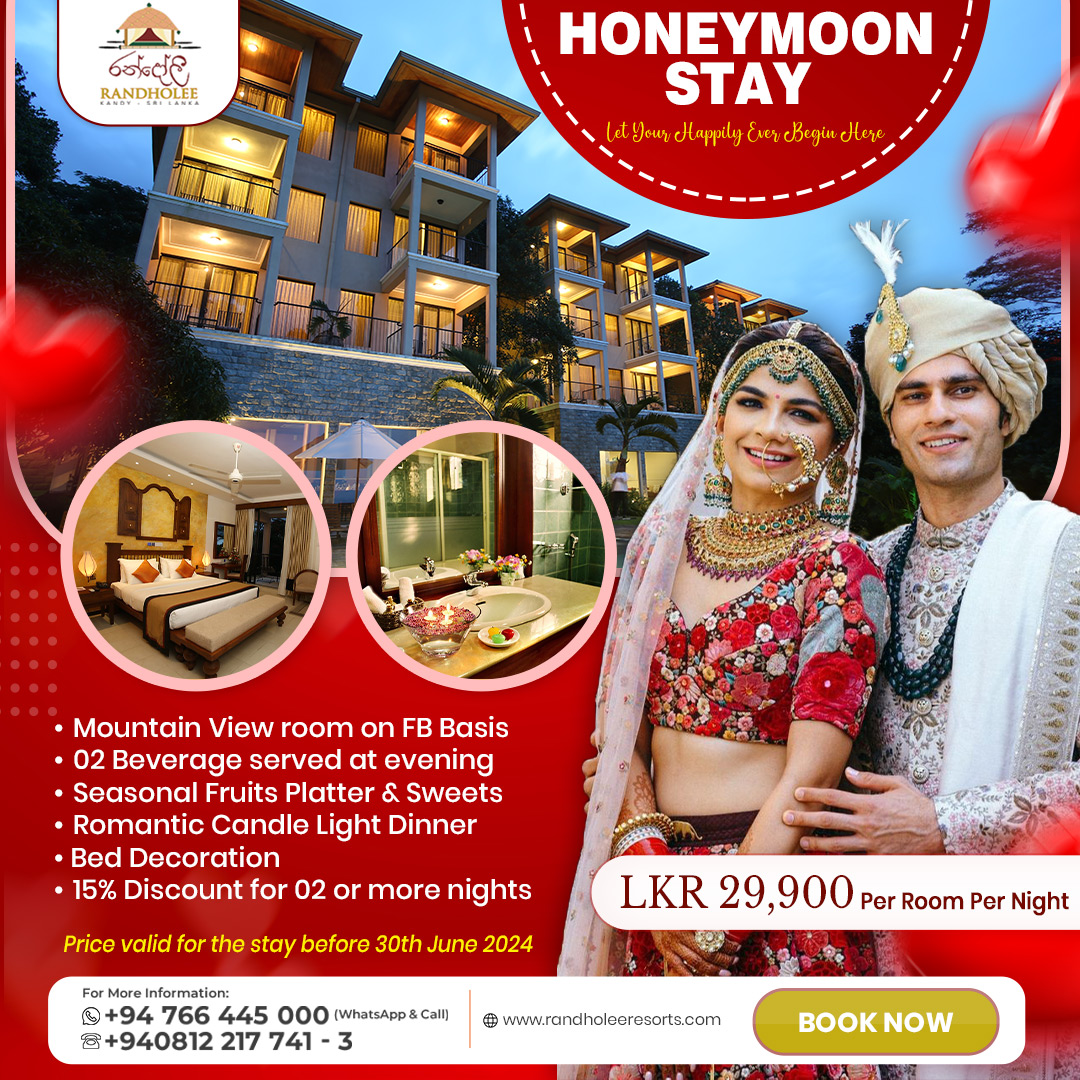 රන්දෝලි
RANDHOLEE
KANDY - SRI LANKA
HONEYMOON
STAY
Let Your Happily Ever Begin Here
• Mountain View room on FB Basis
• 02 Beverage served at evening
• Seasonal Fruits Platter & Sweets
• Romantic Candle Light Dinner
• Bed Decoration
• 15% Discount for 02 or more nights
LKR 29,900 Per Room Per Night
Price valid for the stay before 30th June 2024
For More Information:
+94 766 445 000 (WhatsApp & Call)
+940812 217 741 - 3
www.randholeeresorts.com
BOOK NOW